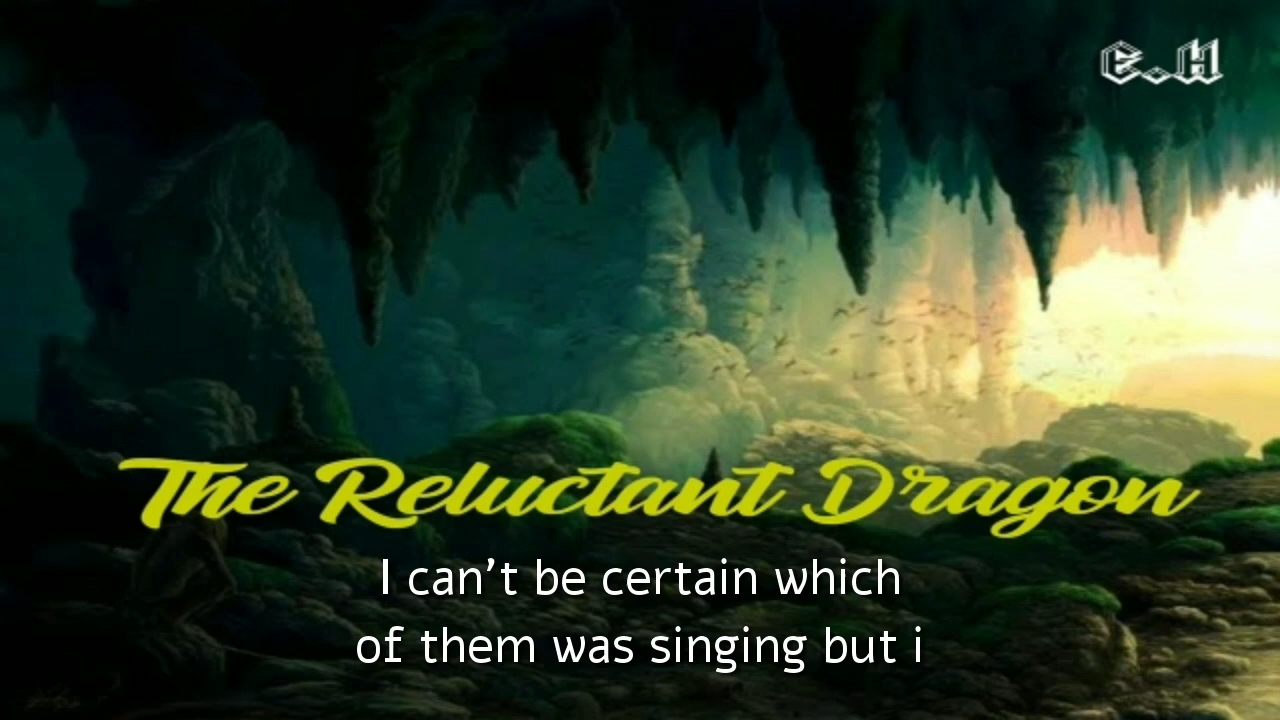 C.H
The Reluctant Dragon
I can't be certain which
of them was singing but i